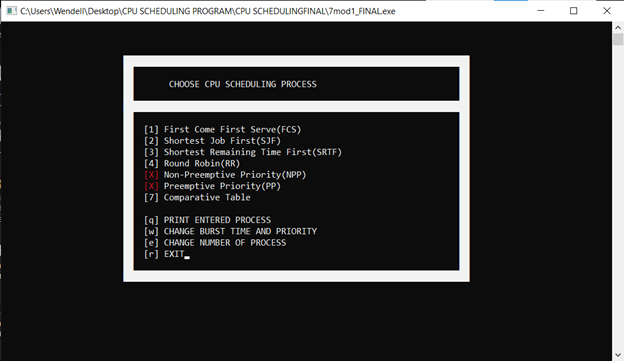 C:\Users\Wendell\Desktop\CPU SCHEDULING PROGRAM\CPU SCHEDULINGFINAL\7mod1_FINAL.exe
CHOOSE CPU SCHEDULING PROCESS
[1] First Come First Serve(FCS)
[2] Shortest Job First(SJF)
[3] Shortest Remaining Time First(SRTF)
[4] Round Robin(RR)
[X] Non-Preemptive Priority(NPP)
[X] Preemptive Priority(PP)
[7] Comparative Table
[q] PRINT ENTERED PROCESS
[w] CHANGE BURST TIME AND PRIORITY
[e] CHANGE NUMBER OF PROCESS
[r] EXIT